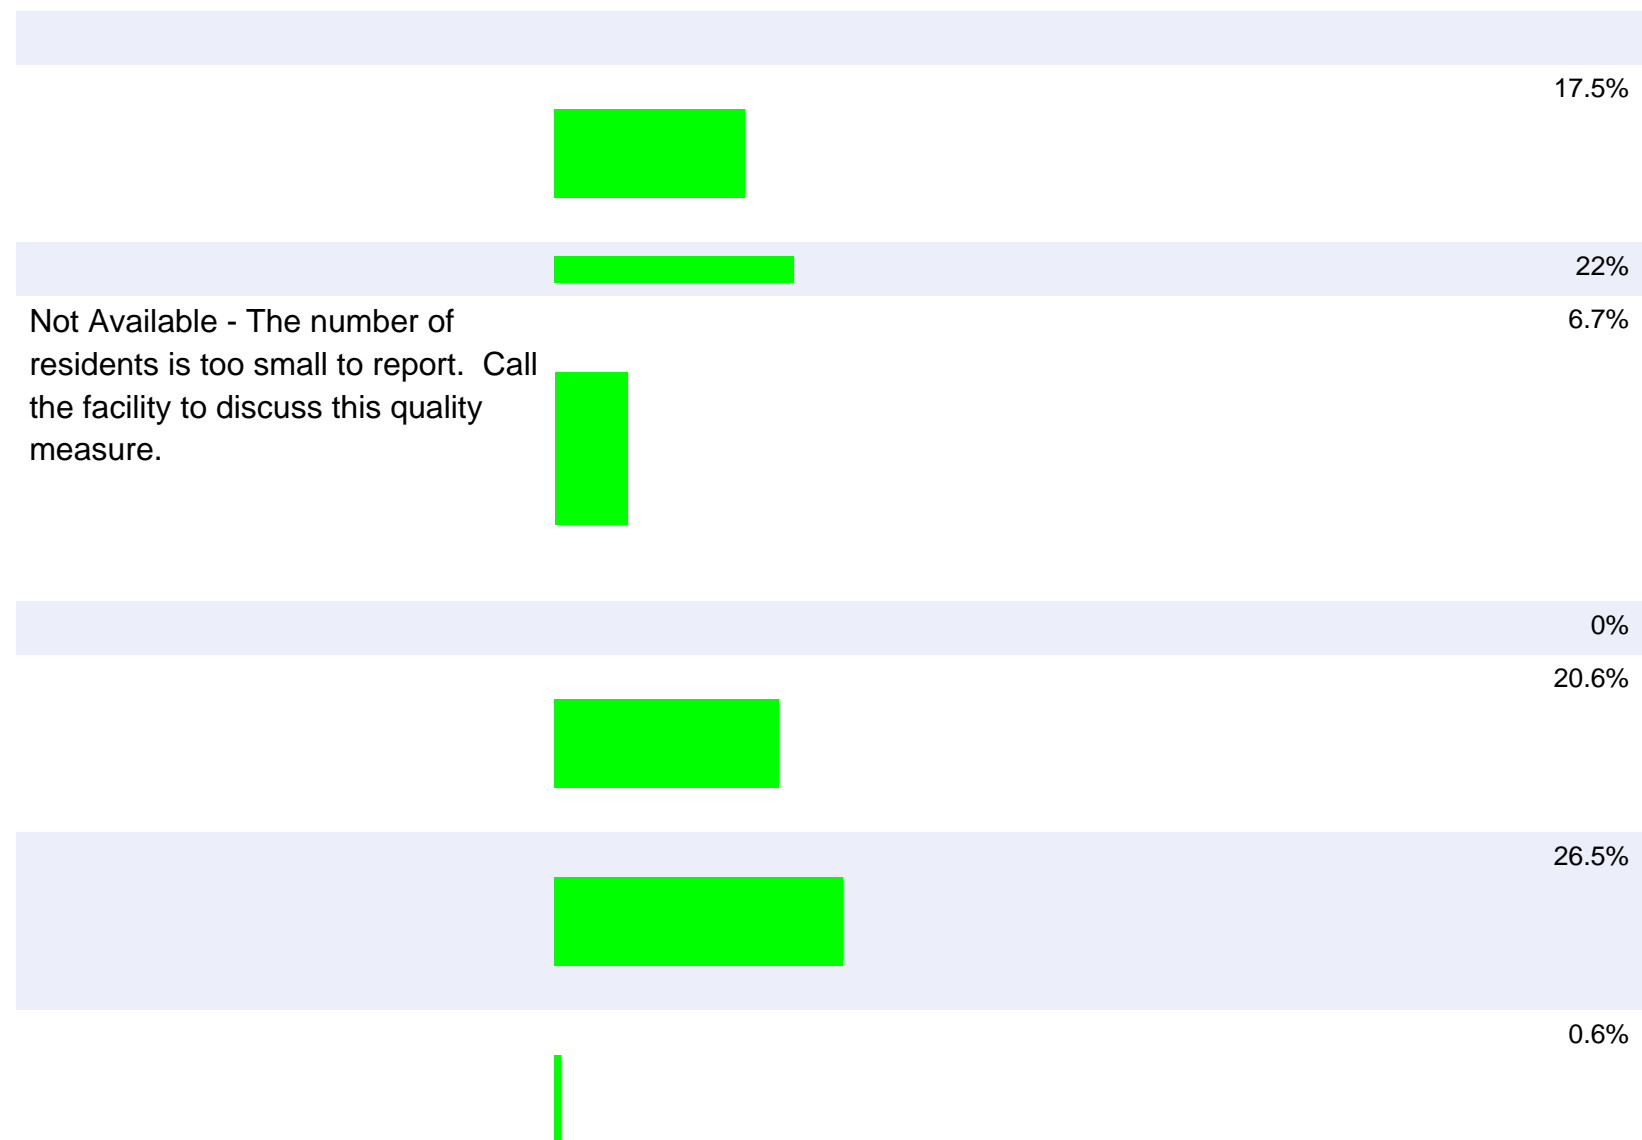 17.5%
22%
Not Available - The number of
residents is too small to report.  Call
the facility to discuss this quality
measure.
6.7%
0%
20.6%
26.5%
0.6%